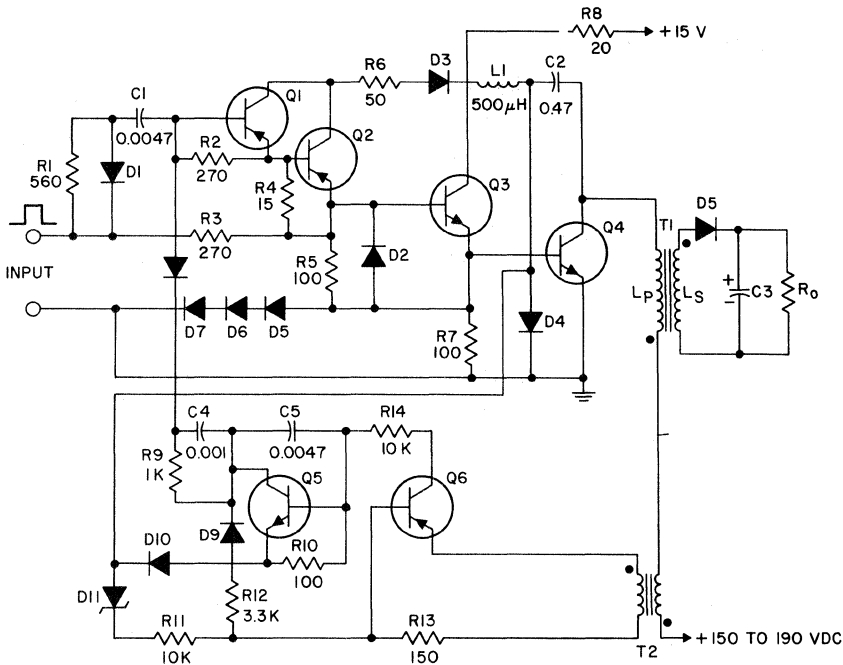 R8
+15 V
20
R6
50
D3
L1
500μH
C2
0.47
C1
0.0047
Q1
R2
270
Q2
R1
560
D1
R4
15
Q3
R3
270
Q4
T1
D5
INPUT
R5
100
D2
LP
LS
+
−
C3
Ro
D7
D6
D5
R7
100
D4
C4
0.001
C5
0.0047
R14
10K
R9
1K
Q5
Q6
D9
D10
R10
100
D11
R12
3.3K
R11
10K
R13
150
T2
+150 TO 190 VDC